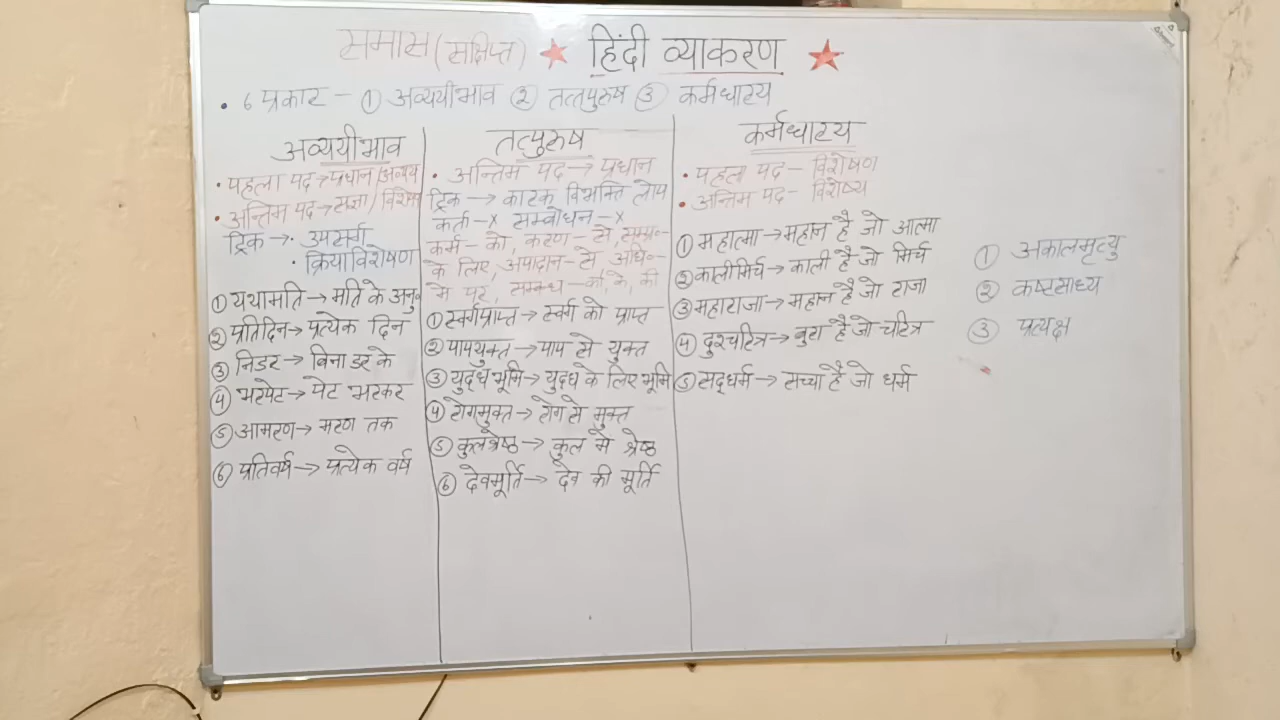 समास (संक्षिप्त) ★ हिंदी व्याकरण ★
• 6 प्रकार - ① अव्ययीभाव ② तत्तपुरुष ③ कर्मधारय
अव्ययीभाव
• पहला पद → प्रधान/अव्यय
• अन्तिम पद → संज्ञा/विशे
ट्रिक → • उपसर्ग
• क्रियाविशेषण
① यथामति → मति के अनु॰
② प्रतिदिन → प्रत्येक दिन
③ निडर → बिना डर के
④ भरपेट → पेट भरकर
⑤ आमरण → मरण तक
⑥ प्रतिवर्ष → प्रत्येक वर्ष
तत्पुरुष
• अन्तिम पद → प्रधान
ट्रिक → कारक विभक्ति लोप
कर्ता - x सम्बोधन - x
कर्म - को, करण - से, सम्प्र॰-
के लिए, अपादान - से अधि॰-
मे पर, सम्बन्ध - का, के, की
① स्वर्गप्राप्त → स्वर्ग को प्राप्त
② पापयुक्त → पाप से युक्त
③ युद्धभूमि → युद्ध के लिए भूमि
④ रोगमुक्त → रोग से मुक्त
⑤ कुलश्रेष्ठ → कुल मे श्रेष्ठ
⑥ देवमूर्ति → देव की मूर्ति
कर्मधारय
• पहला पद - विशेषण
• अन्तिम पद - विशेष्य
① महात्मा → महान है जो आत्मा
② कालीमिर्च → काली है जो मिर्च
③ महाराजा → महान है जो राजा
④ दुश्चरित्र → बुरा है जो चरित्र
⑤ सद्धर्म → सच्चा है जो धर्म
① अकालमृत्यु
② कष्टसाध्य
③ प्रत्यक्ष